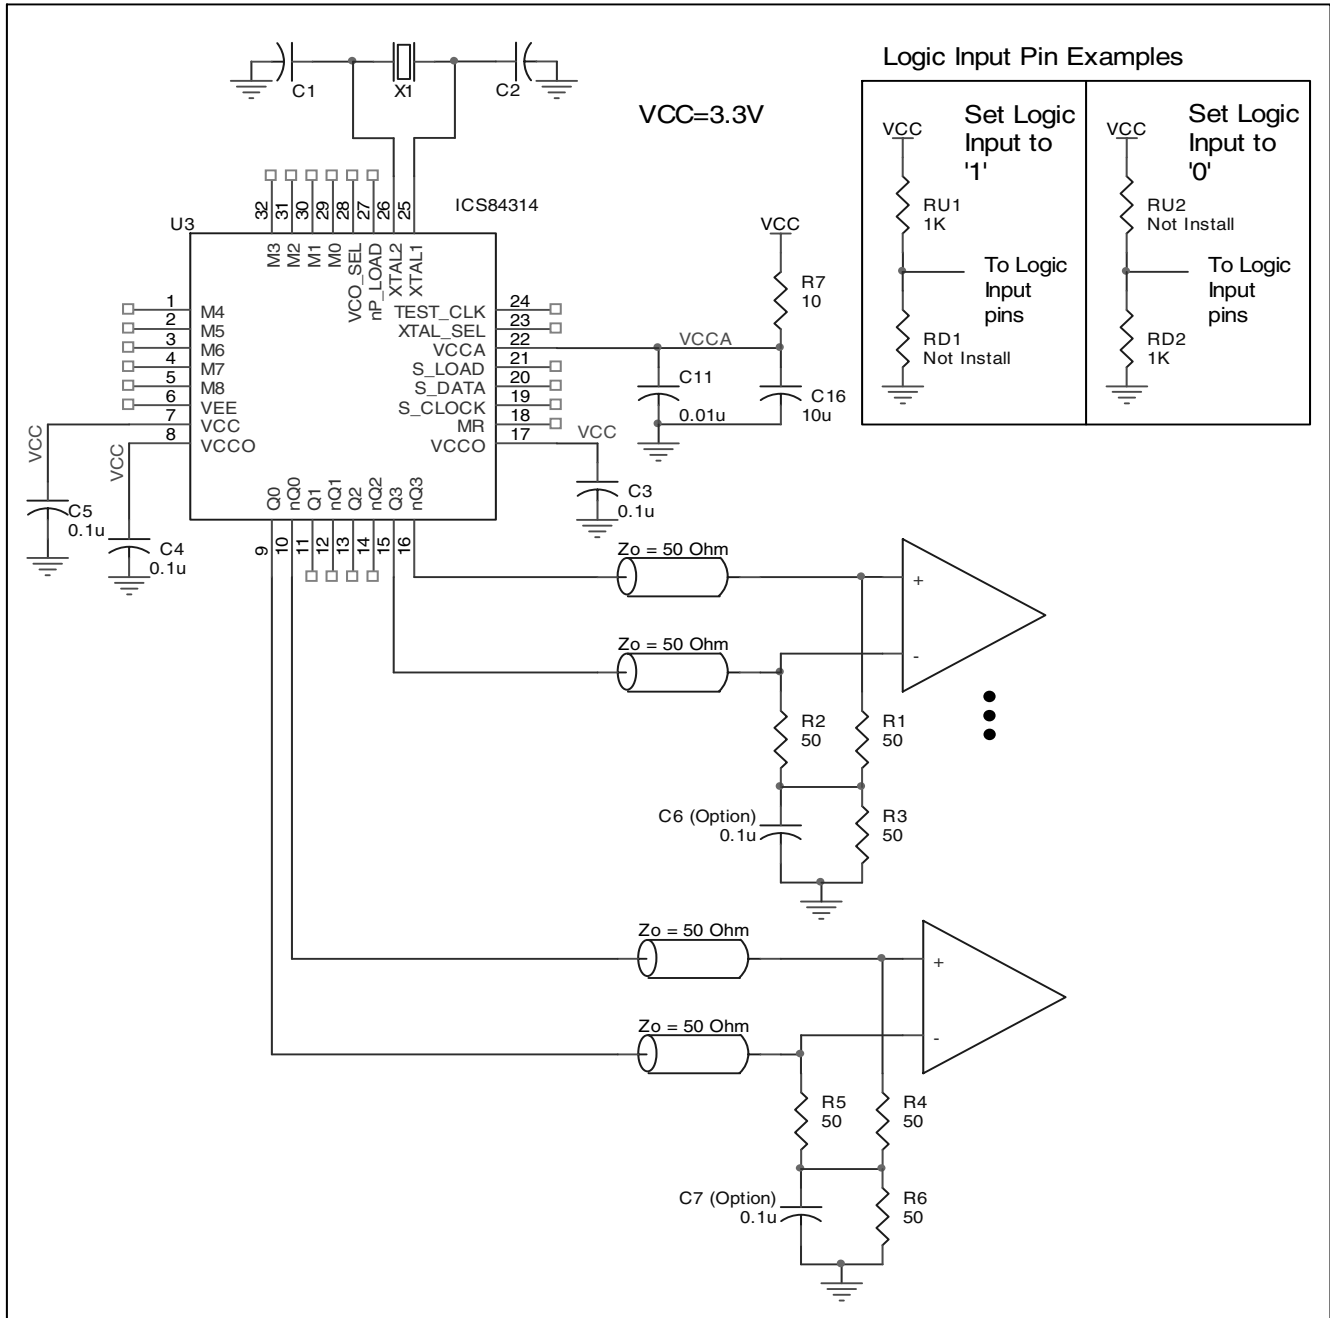 C1
X1
C2
VCC=3.3V
Logic Input Pin Examples
VCC
Set Logic
Input to
'1'
RU1
1K
To Logic
Input
pins
RD1
Not Install
VCC
Set Logic
Input to
'0'
RU2
Not Install
To Logic
Input
pins
RD2
1K
U3
ICS84314
32
31
30
29
28
27
26
25
M3
M2
M1
M0
VCO_SEL
nP_LOAD
XTAL2
XTAL1
1
M4
2
M5
3
M6
4
M7
5
M8
6
VEE
7
VCC
8
VCCO
24
TEST_CLK
23
XTAL_SEL
22
VCCA
21
S_LOAD
20
S_DATA
19
S_CLOCK
18
MR
17
VCCO
Q0
nQ0
Q1
nQ1
Q2
nQ2
Q3
nQ3
9
10
11
12
13
14
15
16
VCC
R7
10
VCCA
C11
0.01u
C16
10u
VCC
C3
0.1u
VCC
C5
0.1u
VCC
C4
0.1u
Zo = 50 Ohm
+
Zo = 50 Ohm
-
R2
50
R1
50
C6 (Option)
0.1u
R3
50
Zo = 50 Ohm
+
Zo = 50 Ohm
-
R5
50
R4
50
C7 (Option)
0.1u
R6
50